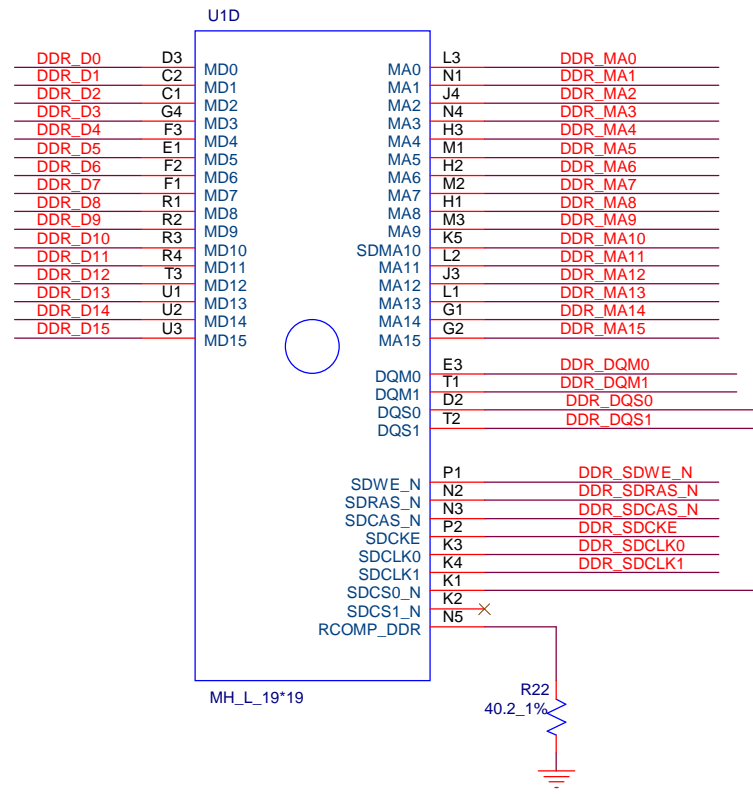 U1D
DDR_D0 D3 MD0 MA0 L3 DDR_MA0
DDR_D1 C2 MD1 MA1 N1 DDR_MA1
DDR_D2 C1 MD2 MA2 J4 DDR_MA2
DDR_D3 G4 MD3 MA3 N4 DDR_MA3
DDR_D4 F3 MD4 MA4 H3 DDR_MA4
DDR_D5 E1 MD5 MA5 M1 DDR_MA5
DDR_D6 F2 MD6 MA6 H2 DDR_MA6
DDR_D7 F1 MD7 MA7 M2 DDR_MA7
DDR_D8 R1 MD8 MA8 H1 DDR_MA8
DDR_D9 R2 MD9 MA9 M3 DDR_MA9
DDR_D10 R3 MD10 SDMA10 K5 DDR_MA10
DDR_D11 R4 MD11 MA11 L2 DDR_MA11
DDR_D12 T3 MD12 MA12 J3 DDR_MA12
DDR_D13 U1 MD13 MA13 L1 DDR_MA13
DDR_D14 U2 MD14 MA14 G1 DDR_MA14
DDR_D15 U3 MD15 MA15 G2 DDR_MA15
DQM0 E3 DDR_DQM0
DQM1 T1 DDR_DQM1
DQS0 D2 DDR_DQS0
DQS1 T2 DDR_DQS1
SDWE_N P1 DDR_SDWE_N
SDRAS_N N2 DDR_SDRAS_N
SDCAS_N N3 DDR_SDCAS_N
SDCKE P2 DDR_SDCKE
SDCLK0 K3 DDR_SDCLK0
SDCLK1 K4 DDR_SDCLK1
SDCS0_N K1
SDCS1_N K2
RCOMP_DDR N5
MH_L_19*19
R22
40.2_1%